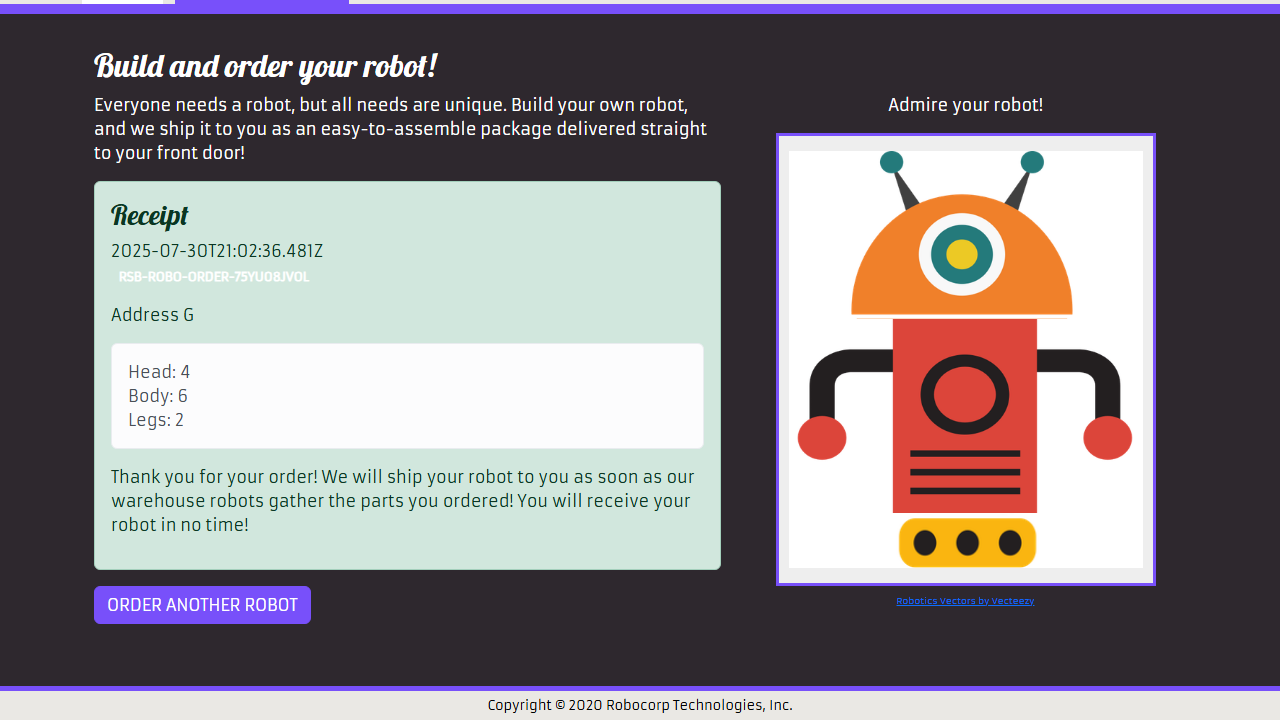 Build and order your robot!
Everyone needs a robot, but all needs are unique. Build your own robot,
and we ship it to you as an easy-to-assemble package delivered straight
to your front door!
Receipt
2025-07-30T21:02:36.481Z
RSB-ROBO-ORDER-75YUO8JVOL
Address G
Head: 4
Body: 6
Legs: 2
Thank you for your order! We will ship your robot to you as soon as our
warehouse robots gather the parts you ordered! You will receive your
robot in no time!
ORDER ANOTHER ROBOT
Admire your robot!
Robotics Vectors by Vecteezy
Copyright © 2020 Robocorp Technologies, Inc.